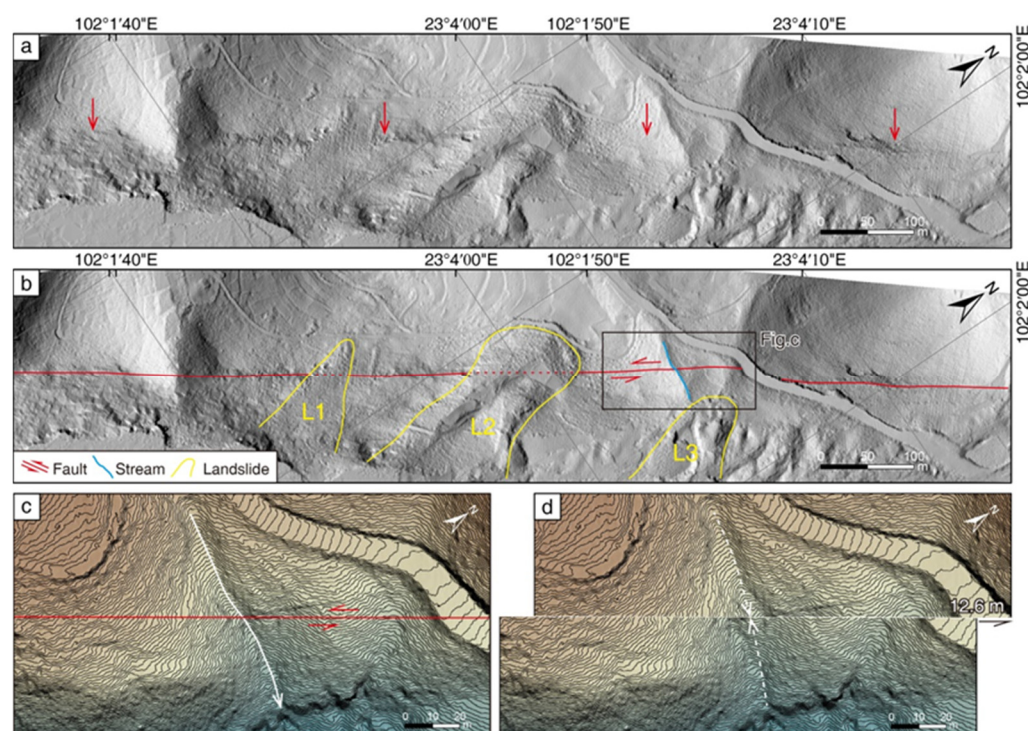 102°1′40″E 23°4′00″E 102°1′50″E 23°4′10″E
a
N
102°2′00″E
0 50 100
m
102°1′40″E 23°4′00″E 102°1′50″E 23°4′10″E
b
N
102°2′00″E
Fig.c
L1
L2
L3
Fault Stream Landslide
0 50 100
m
c
N
0 10 20
m
d
N
12.6 m
0 10 20
m